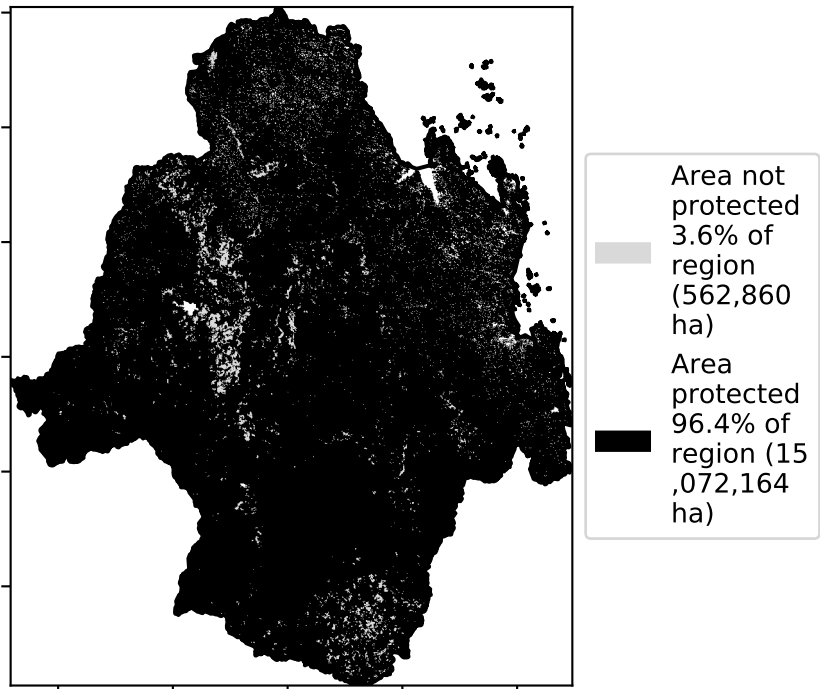 Area not
protected
3.6% of
region
(562,860
ha)
Area
protected
96.4% of
region (15
,072,164
ha)